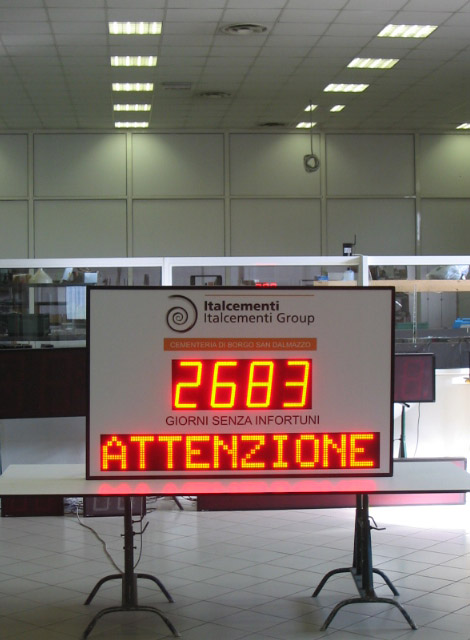 Italcementi
Italcementi Group
CEMENTERIA DI BORGO SAN DALMAZZO
2683
GIORNI SENZA INFORTUNI
ATTENZIONE